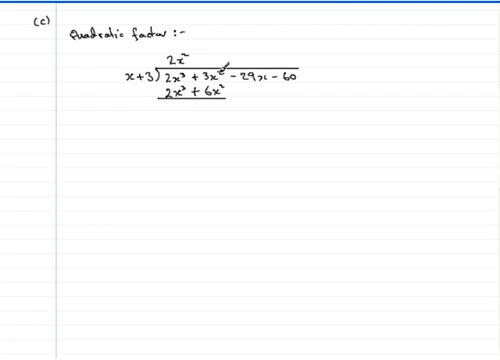 (c)
Quadratic factor :-
2x²
x+3) 2x³ + 3x² - 29x - 60
2x³ + 6x²